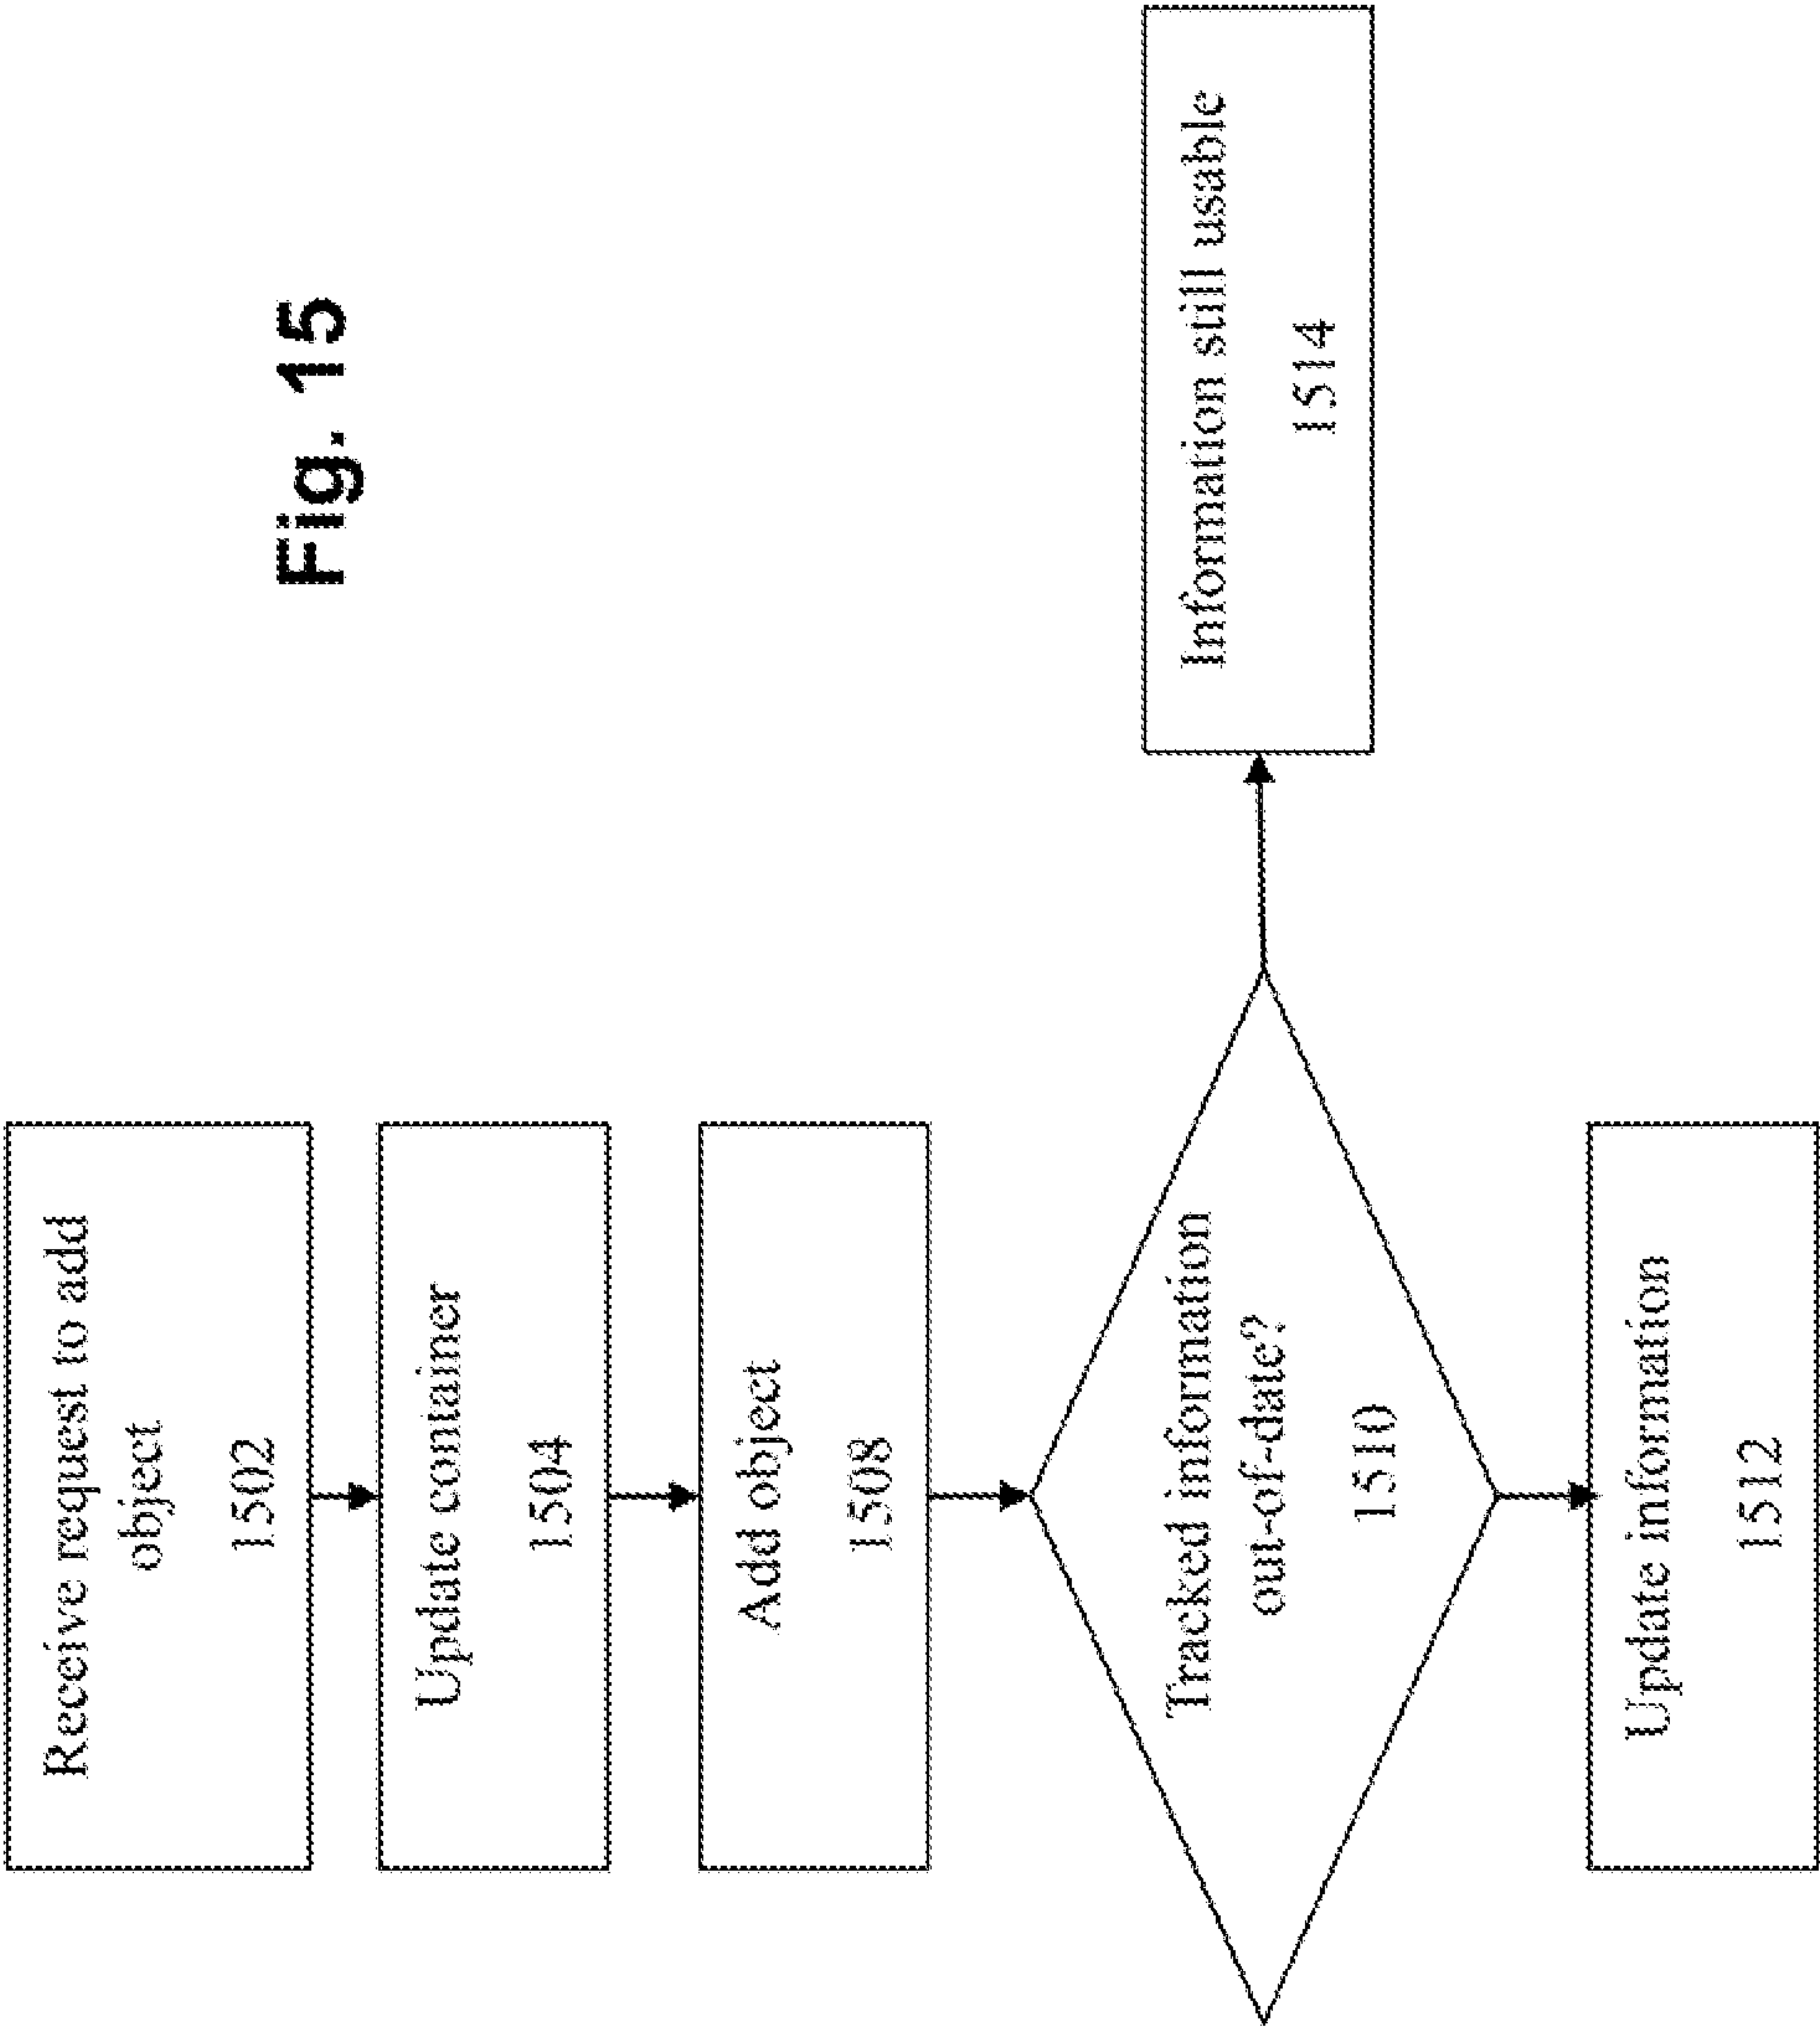 Fig. 15
Receive request to add
object
1502
Update container
1504
Add object
1508
Tracked information
out-of-date?
1510
Information still usable
1514
Update information
1512